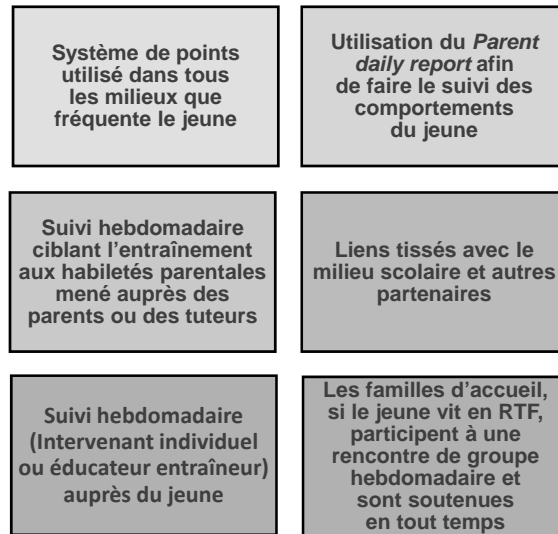 Système de points
utilisé dans tous
les milieux que
fréquente le jeune
Utilisation du Parent
daily report afin
de faire le suivi des
comportements
du jeune
Suivi hebdomadaire
ciblant l’entraînement
aux habiletés parentales
mené auprès des
parents ou des tuteurs
Liens tissés avec le
milieu scolaire et autres
partenaires
Suivi hebdomadaire
(Intervenant individuel
ou éducateur entraîneur)
auprès du jeune
Les familles d’accueil,
si le jeune vit en RTF,
participent à une
rencontre de groupe
hebdomadaire et
sont soutenues
en tout temps